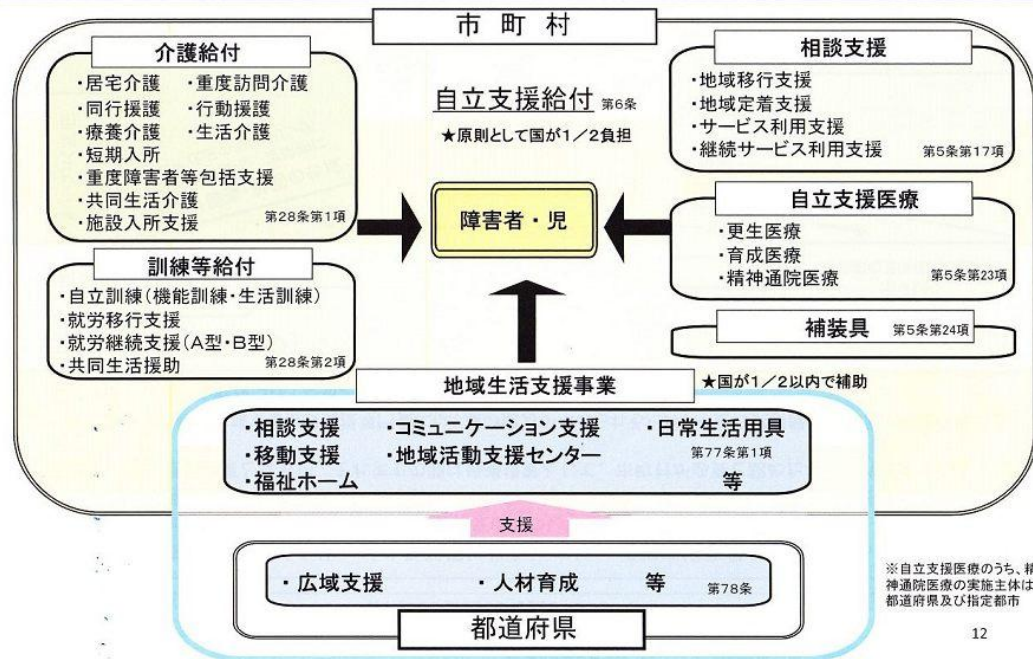 市 町 村
介護給付
・居宅介護 ・重度訪問介護
・同行援護 ・行動援護
・療養介護 ・生活介護
・短期入所
・重度障害者等包括支援
・共同生活介護
・施設入所支援 第28条第1項
訓練等給付
・自立訓練(機能訓練・生活訓練)
・就労移行支援
・就労継続支援(A型・B型)
・共同生活援助 第28条第2項
自立支援給付 第6条
★原則として国が1/2負担
障害者・児
相談支援
・地域移行支援
・地域定着支援
・サービス利用支援
・継続サービス利用支援 第5条第17項
自立支援医療
・更生医療
・育成医療
・精神通院医療 第5条第23項
補装具 第5条第24項
地域生活支援事業 ★国が1/2以内で補助
・相談支援 ・コミュニケーション支援 ・日常生活用具
・移動支援 ・地域活動支援センター 第77条第1項
・福祉ホーム 等
支援
・広域支援 ・人材育成 等 第78条
都道府県
※自立支援医療のうち、精
神通院医療の実施主体は
都道府県及び指定都市
12